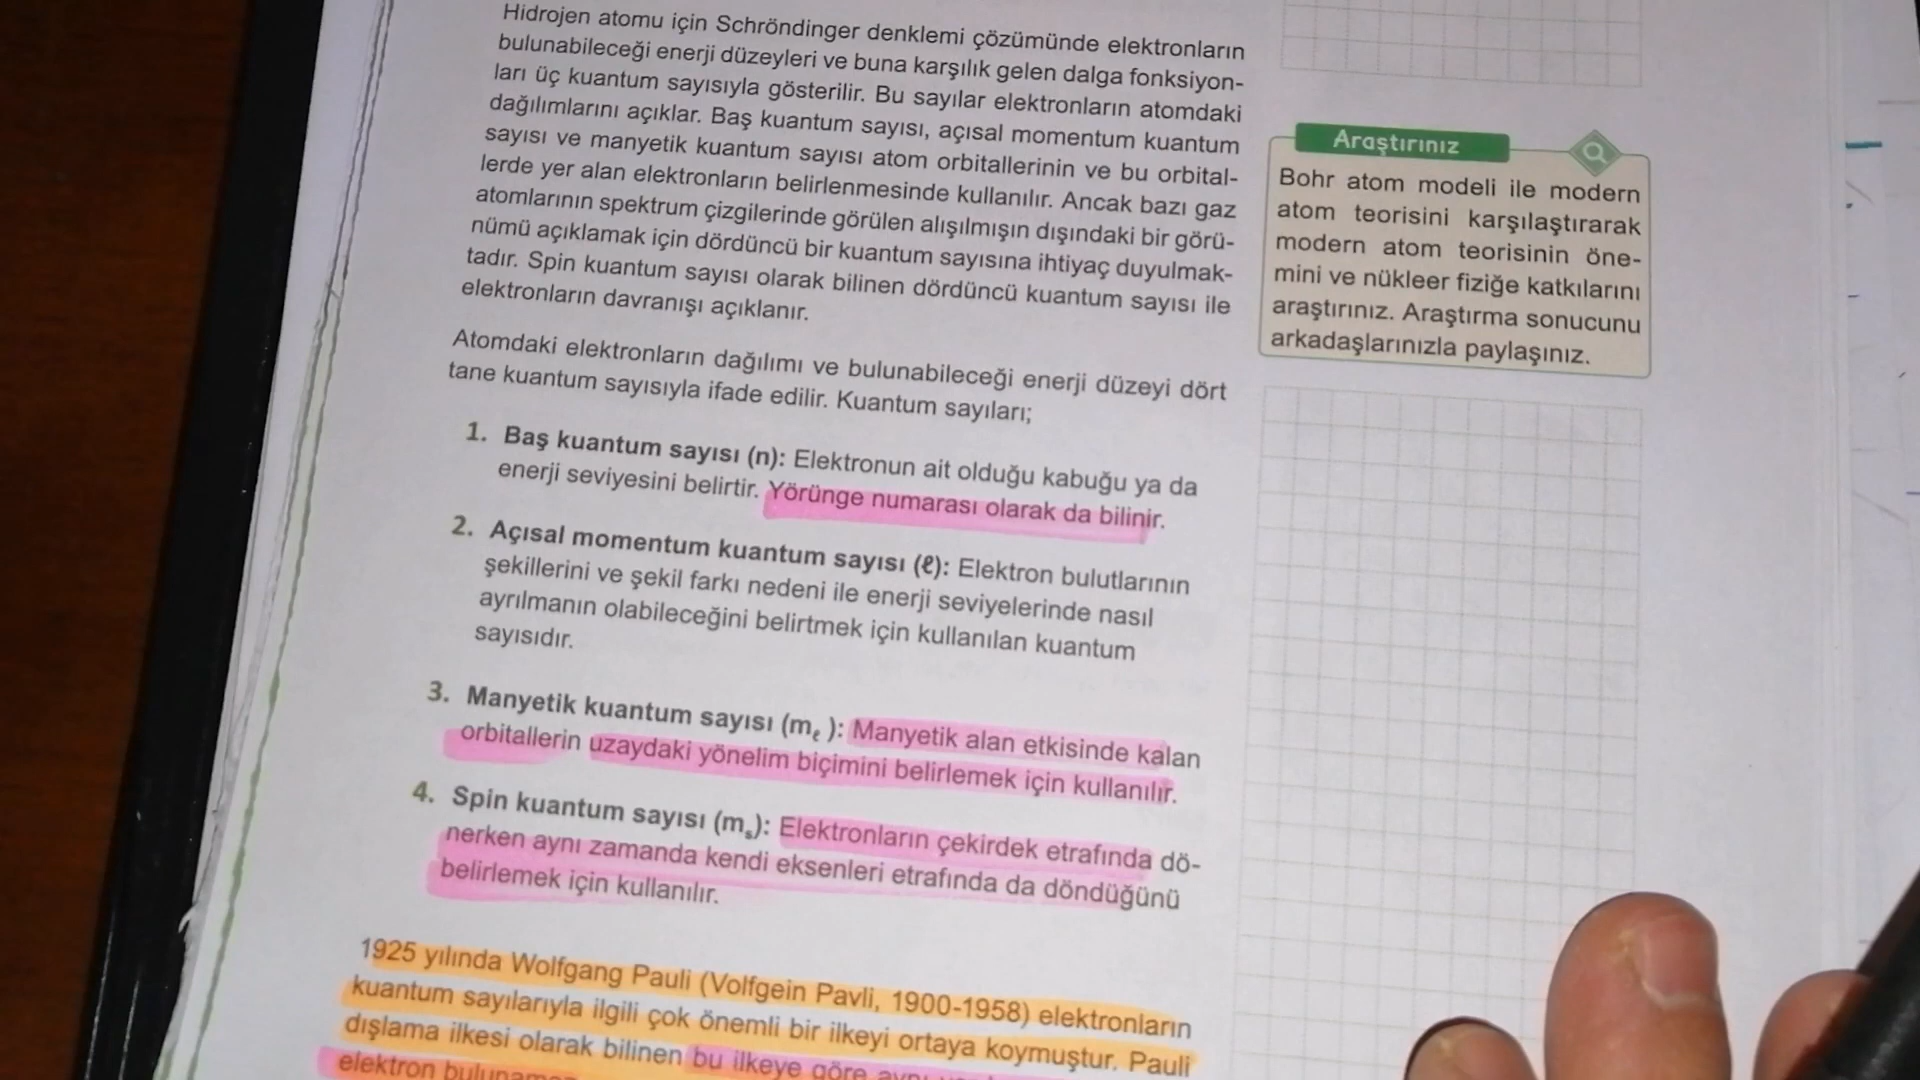 Hidrojen atomu için Schröndinger denklemi çözümünde elektronların
bulunabileceği enerji düzeyleri ve buna karşılık gelen dalga fonksiyon-
ları üç kuantum sayısıyla gösterilir. Bu sayılar elektronların atomdaki
dağılımlarını açıklar. Baş kuantum sayısı, açısal momentum kuantum
sayısı ve manyetik kuantum sayısı atom orbitallerinin ve bu orbital-
lerde yer alan elektronların belirlenmesinde kullanılır. Ancak bazı gaz
atomlarının spektrum çizgilerinde görülen alışılmışın dışındaki bir görü-
nümü açıklamak için dördüncü bir kuantum sayısına ihtiyaç duyulmak-
tadır. Spin kuantum sayısı olarak bilinen dördüncü kuantum sayısı ile
elektronların davranışı açıklanır.
Atomdaki elektronların dağılımı ve bulunabileceği enerji düzeyi dört
tane kuantum sayısıyla ifade edilir. Kuantum sayıları;
1. Baş kuantum sayısı (n): Elektronun ait olduğu kabuğu ya da
enerji seviyesini belirtir. Yörünge numarası olarak da bilinir.
2. Açısal momentum kuantum sayısı (ℓ): Elektron bulutlarının
şekillerini ve şekil farkı nedeni ile enerji seviyelerinde nasıl
ayrılmanın olabileceğini belirtmek için kullanılan kuantum
sayısıdır.
3. Manyetik kuantum sayısı (mℓ ): Manyetik alan etkisinde kalan
orbitallerin uzaydaki yönelim biçimini belirlemek için kullanılır.
4. Spin kuantum sayısı (ms): Elektronların çekirdek etrafında dö-
nerken aynı zamanda kendi eksenleri etrafında da döndüğünü
belirlemek için kullanılır.
1925 yılında Wolfgang Pauli (Volfgein Pavli, 1900-1958) elektronların
kuantum sayılarıyla ilgili çok önemli bir ilkeyi ortaya koymuştur. Pauli
dışlama ilkesi olarak bilinen bu ilkeye göre aynı
elektron
Araştırınız
Bohr atom modeli ile modern
atom teorisini karşılaştırarak
modern atom teorisinin öne-
mini ve nükleer fiziğe katkılarını
araştırınız. Araştırma sonucunu
arkadaşlarınızla paylaşınız.